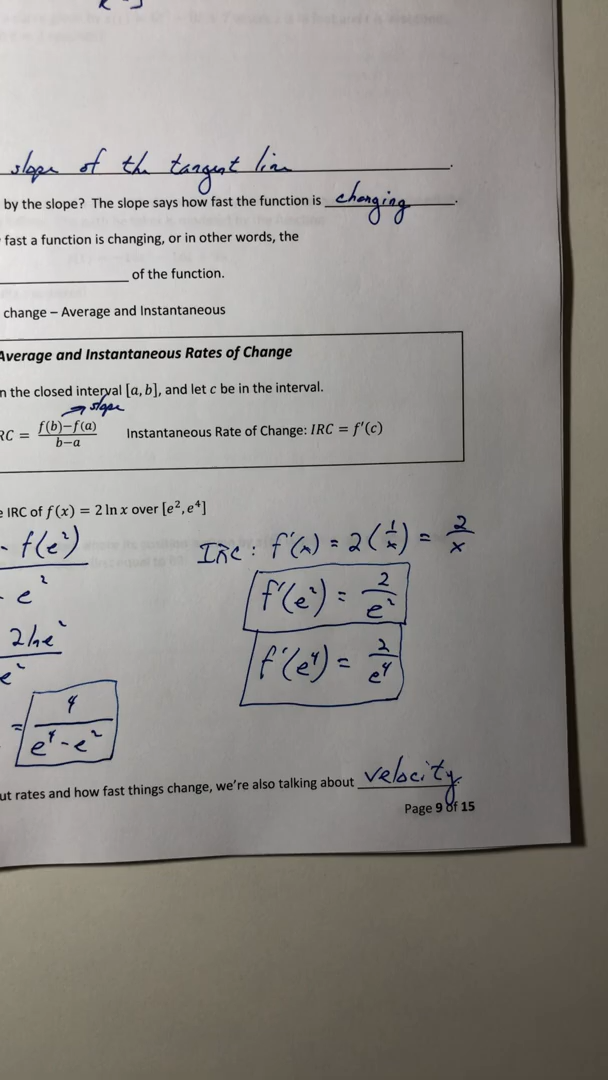 slope of the tangent line.
by the slope? The slope says how fast the function is changing.
fast a function is changing, or in other words, the
of the function.
change – Average and Instantaneous
Average and Instantaneous Rates of Change
n the closed interval [a, b], and let c be in the interval.
→ slope
RC = f(b)−f(a) / b−a Instantaneous Rate of Change: IRC = f′(c)
e IRC of f(x) = 2 ln x over [e², e⁴]
- f(e²) / - e² IRC: f′(x) = 2(1/x) = 2/x
f′(e²) = 2/e²
2lne² / e² f′(e⁴) = 2/e⁴
= 4 / e⁴-e²
ut rates and how fast things change, we're also talking about velocity.
Page 9 of 15